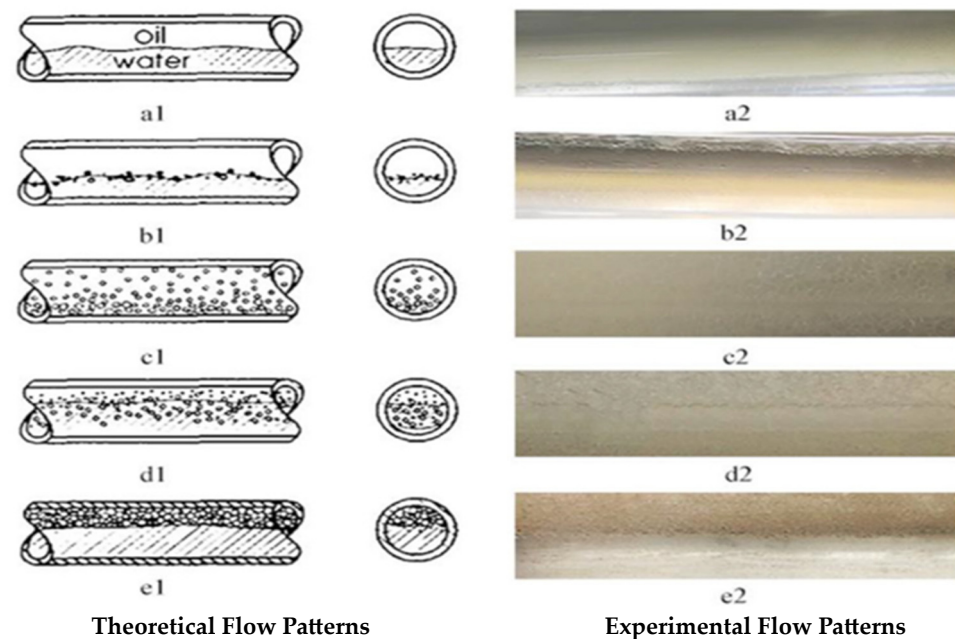 oil
water
a1
a2
b1
b2
c1
c2
d1
d2
e1
e2
Theoretical Flow Patterns
Experimental Flow Patterns